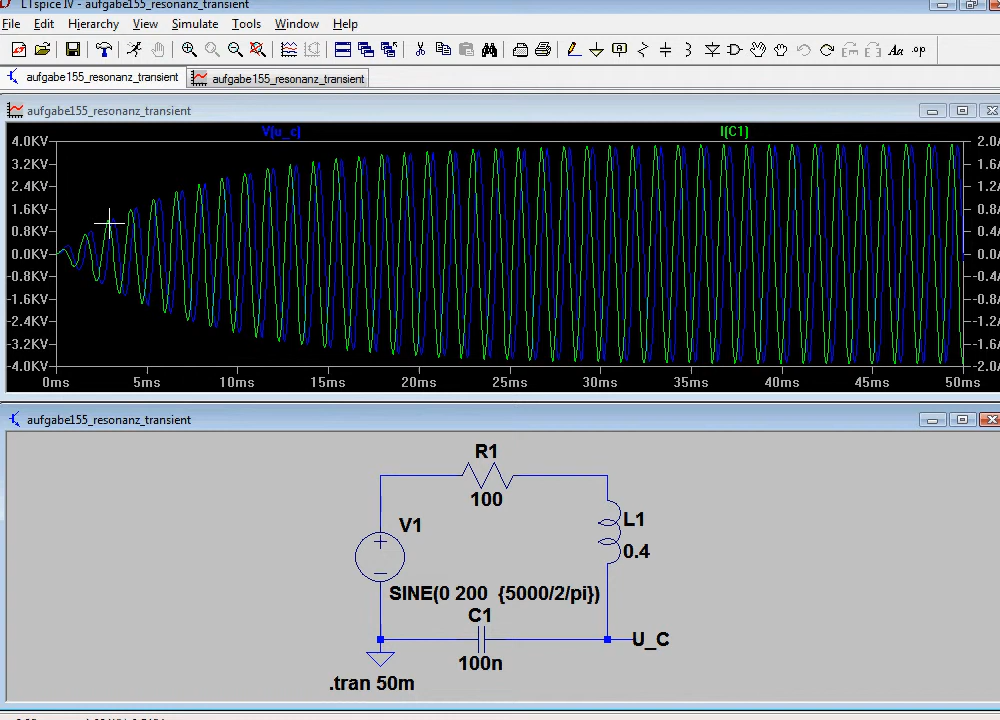 LTspice IV - aufgabe155_resonanz_transient
File Edit Hierarchy View Simulate Tools Window Help
Aa .op
aufgabe155_resonanz_transient aufgabe155_resonanz_transient
aufgabe155_resonanz_transient
V(u_c) I(C1)
4.0KV 2.0A
3.2KV 1.6A
2.4KV 1.2A
1.6KV 0.8A
0.8KV 0.4A
0.0KV 0.0A
-0.8KV -0.4A
-1.6KV -0.8A
-2.4KV -1.2A
-3.2KV -1.6A
-4.0KV -2.0A
0ms 5ms 10ms 15ms 20ms 25ms 30ms 35ms 40ms 45ms 50ms
aufgabe155_resonanz_transient
R1
100
V1
L1
0.4
SINE(0 200 {5000/2/pi})
C1
U_C
100n
.tran 50m